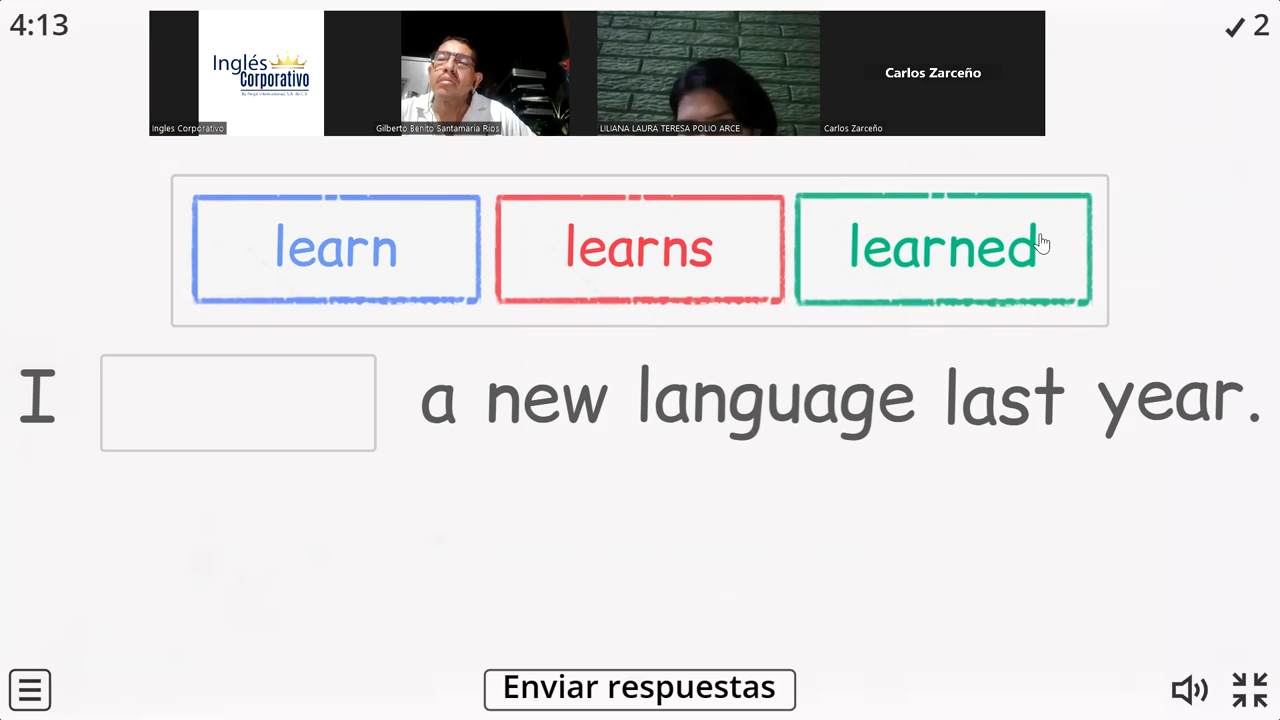 4:13
✓ 2
Inglés
Corporativo
Ingles Corporativo
Gilberto Benito Santamaria Rios
LILIANA LAURA TERESA POLIO ARCE
Carlos Zarceño
Carlos Zarceño
learn
learns
learned
I a new language last year.
Enviar respuestas